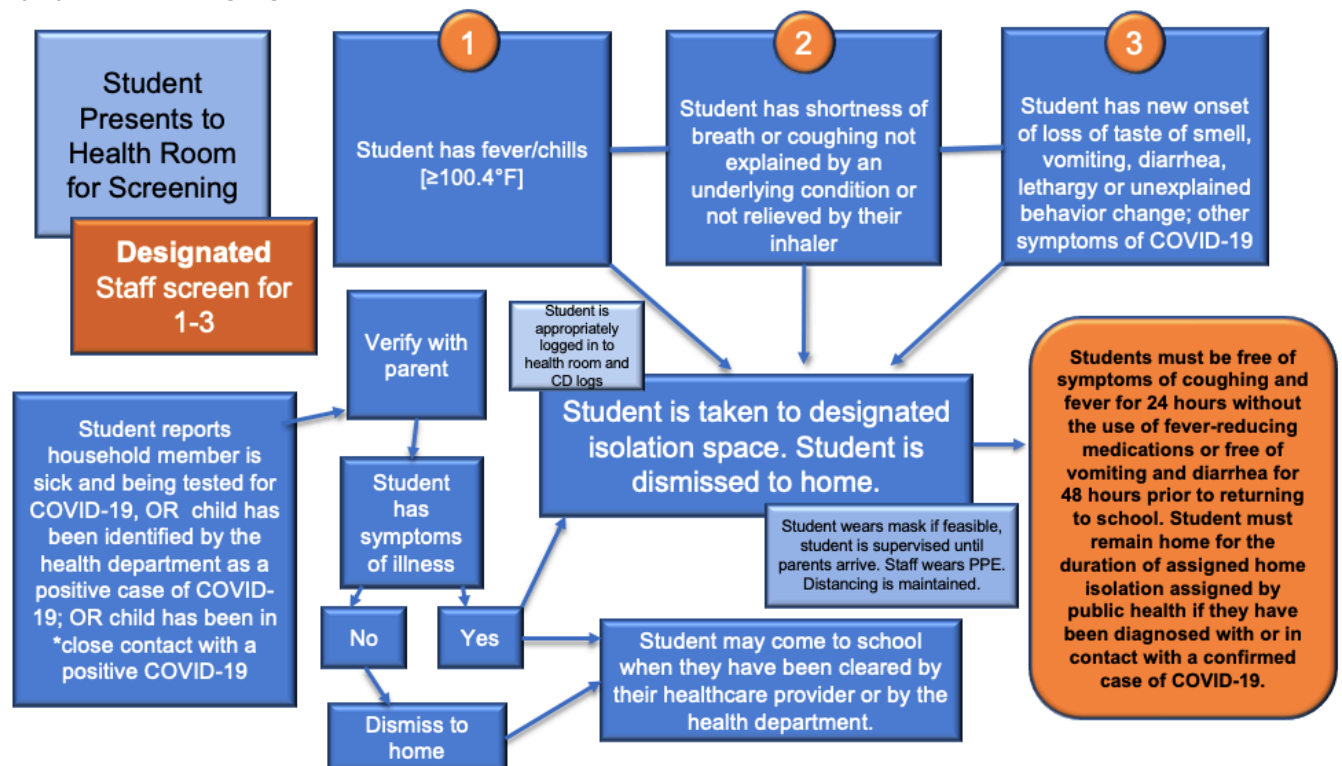 Student
Presents to
Health Room
for Screening
Designated
Staff screen for
1-3
1
Student has fever/chills
[≥100.4°F]
2
Student has shortness of
breath or coughing not
explained by an
underlying condition or
not relieved by their
inhaler
3
Student has new onset
of loss of taste of smell,
vomiting, diarrhea,
lethargy or unexplained
behavior change; other
symptoms of COVID-19
Student reports
household member is
sick and being tested for
COVID-19, OR child has
been identified by the
health department as a
positive case of COVID-
19; OR child has been in
*close contact with a
positive COVID-19
Verify with
parent
Student
has
symptoms
of illness
No
Yes
Dismiss to
home
Student is
appropriately
logged in to
health room and
CD logs
Student is taken to designated
isolation space. Student is
dismissed to home.
Student wears mask if feasible,
student is supervised until
parents arrive. Staff wears PPE.
Distancing is maintained.
Student may come to school
when they have been cleared by
their healthcare provider or by the
health department.
Students must be free of
symptoms of coughing and
fever for 24 hours without
the use of fever-reducing
medications or free of
vomiting and diarrhea for
48 hours prior to returning
to school. Student must
remain home for the
duration of assigned home
isolation assigned by
public health if they have
been diagnosed with or in
contact with a confirmed
case of COVID-19.